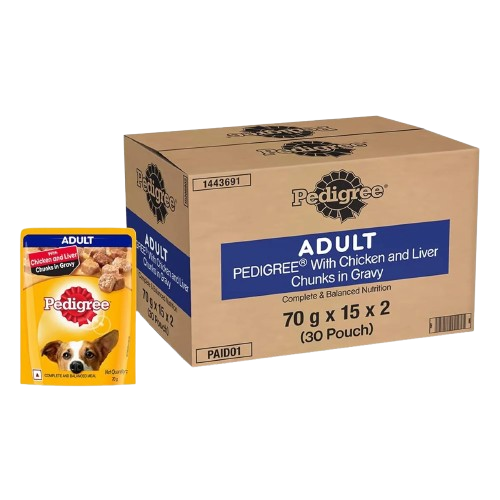 Pedigree®
1443691
Pedigree®
ADULT
PEDIGREE® With Chicken and Liver
Chunks in Gravy
Complete & Balanced Nutrition
70 g x 15 x 2
(30 Pouch)
PAID01
ADULT
Chicken and Liver
Chunks in Gravy
Pedigree
COMPLETE AND BALANCED MEAL
70g